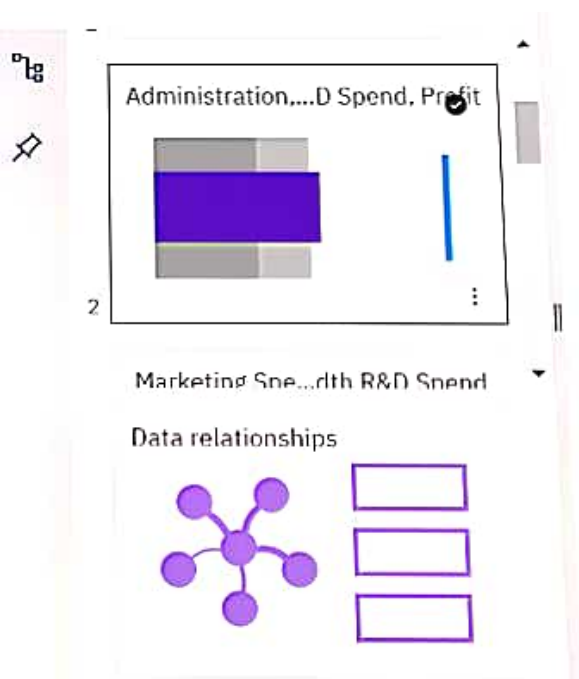 Administration,...D Spend, Profit
2
Marketing Spe...dth R&D Spend
Data relationships